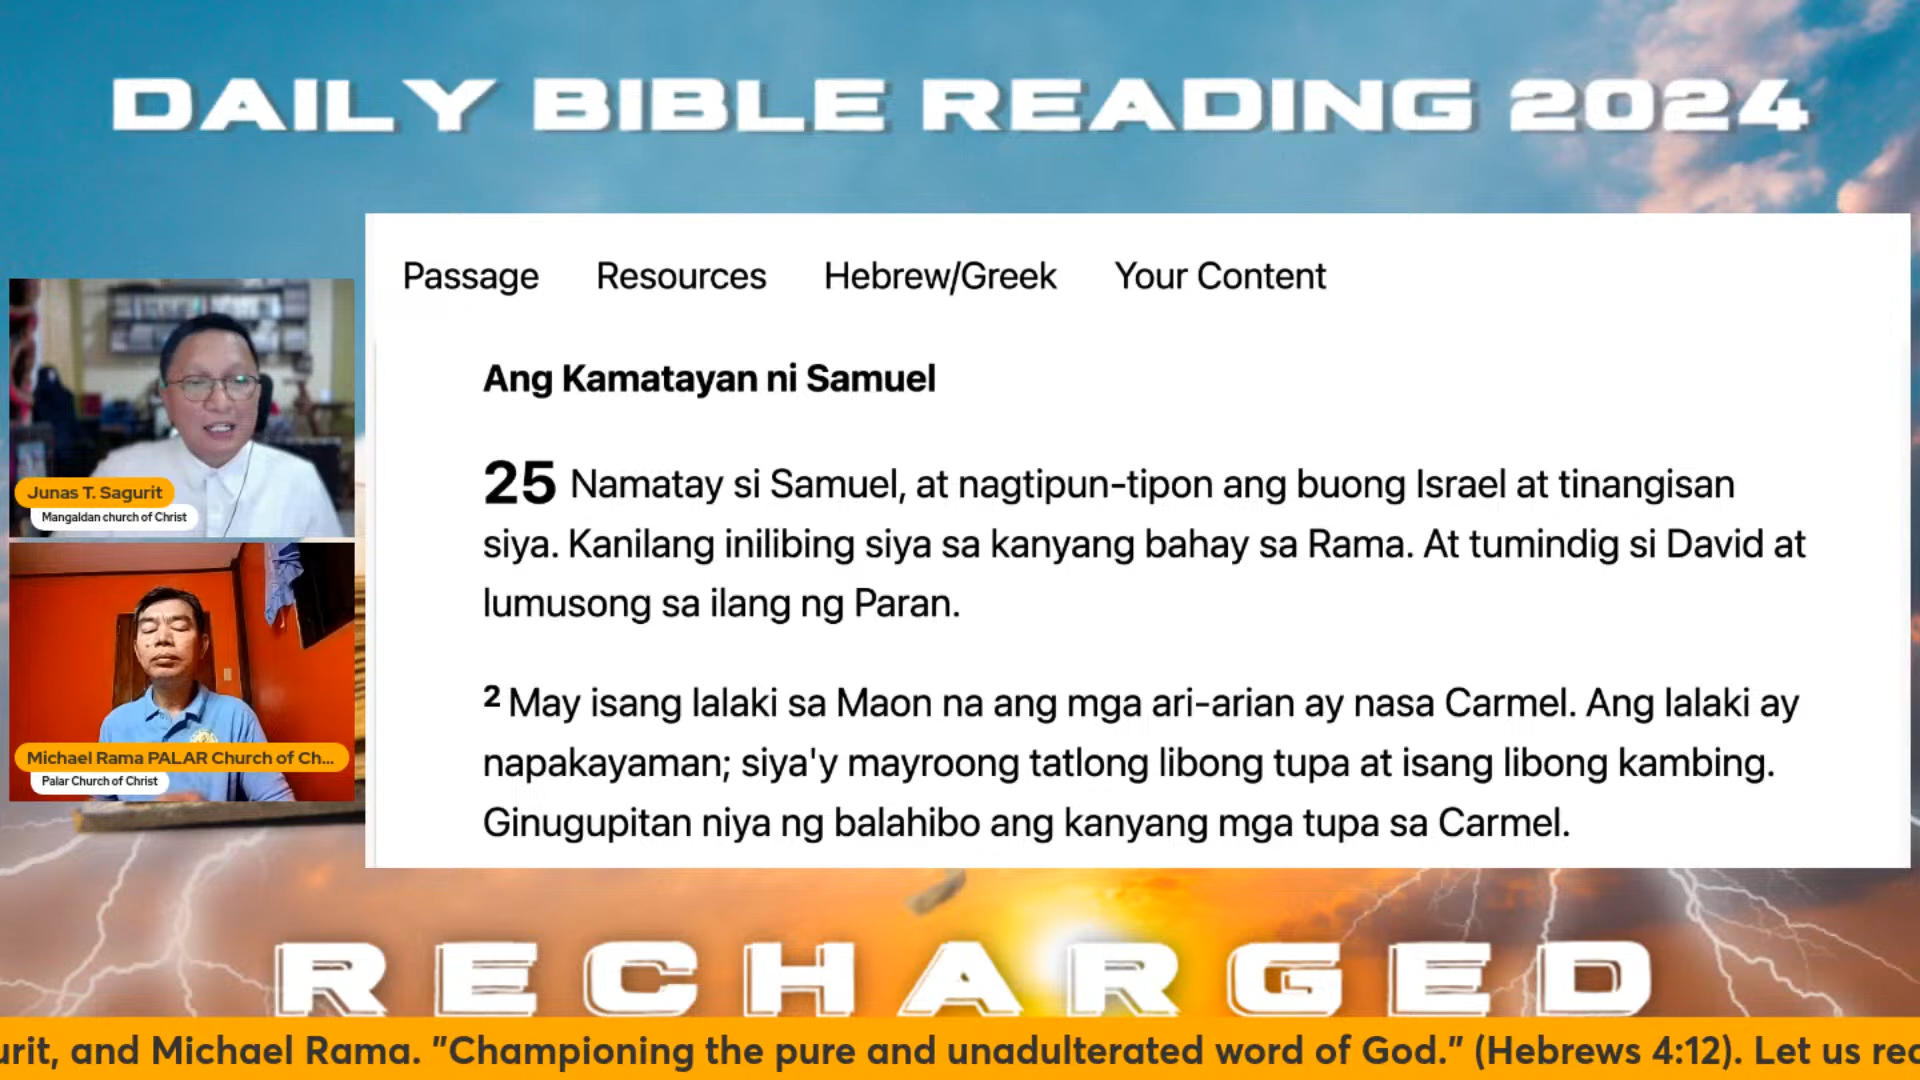 DAILY BIBLE READING 2024
Passage Resources Hebrew/Greek Your Content
Ang Kamatayan ni Samuel
25 Namatay si Samuel, at nagtipun-tipon ang buong Israel at tinangisan
siya. Kanilang inilibing siya sa kanyang bahay sa Rama. At tumindig si David at
lumusong sa ilang ng Paran.
2 May isang lalaki sa Maon na ang mga ari-arian ay nasa Carmel. Ang lalaki ay
napakayaman; siya'y mayroong tatlong libong tupa at isang libong kambing.
Ginugupitan niya ng balahibo ang kanyang mga tupa sa Carmel.
Junas T. Sagurit
Mangaldan church of Christ
Michael Rama PALAR Church of Ch...
Palar Church of Christ
RECHARGED
urit, and Michael Rama. "Championing the pure and unadulterated word of God." (Hebrews 4:12). Let us rea